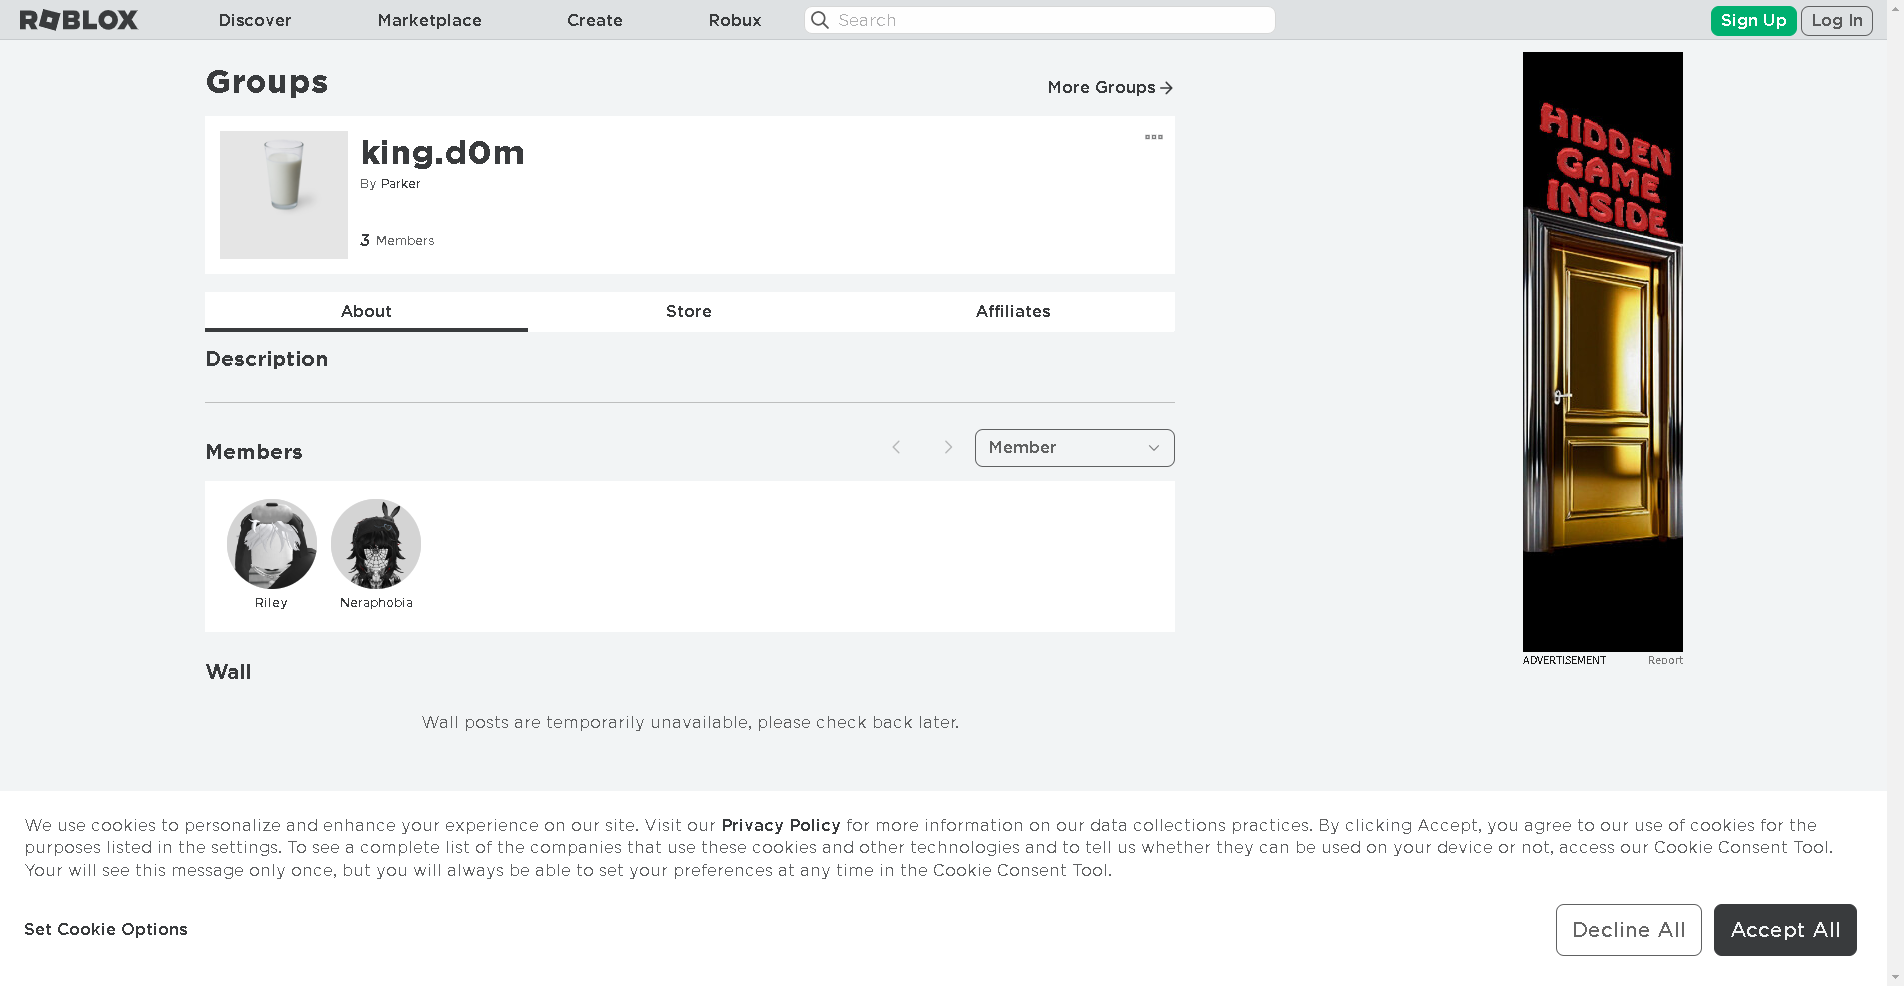 ROBLOX
Discover
Marketplace
Create
Robux
Search
Sign Up
Log In
Groups
More Groups
king.d0m
By Parker
3 Members
About
Store
Affiliates
Description
Members
Member
Riley
Neraphobia
Wall
Wall posts are temporarily unavailable, please check back later.
HIDDEN
GAME
INSIDE
ADVERTISEMENT
Report
We use cookies to personalize and enhance your experience on our site. Visit our Privacy Policy for more information on our data collections practices. By clicking Accept, you agree to our use of cookies for the
purposes listed in the settings. To see a complete list of the companies that use these cookies and other technologies and to tell us whether they can be used on your device or not, access our Cookie Consent Tool.
Your will see this message only once, but you will always be able to set your preferences at any time in the Cookie Consent Tool.
Set Cookie Options
Decline All
Accept All